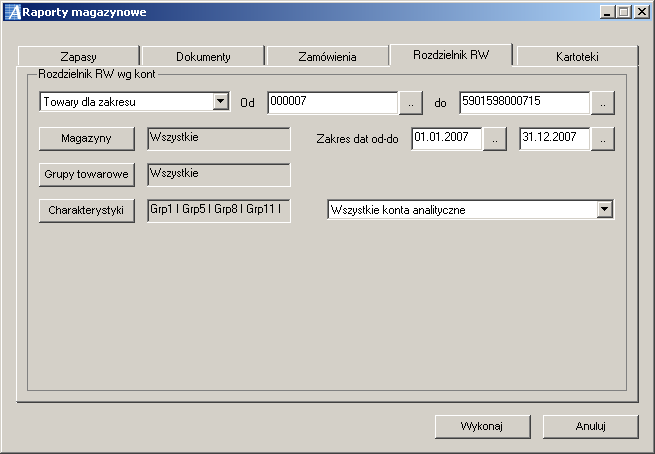 Raporty magazynowe
Zapasy Dokumenty Zamówienia Rozdzielnik RW Kartoteki
Rozdzielnik RW wg kont
Towary dla zakresu Od 000007 .. do 5901598000715 ..
Magazyny Wszystkie Zakres dat od-do 01.01.2007 .. 31.12.2007 ..
Grupy towarowe Wszystkie
Charakterystyki Grp1 | Grp5 | Grp8 | Grp11 | Wszystkie konta analityczne
Wykonaj Anuluj